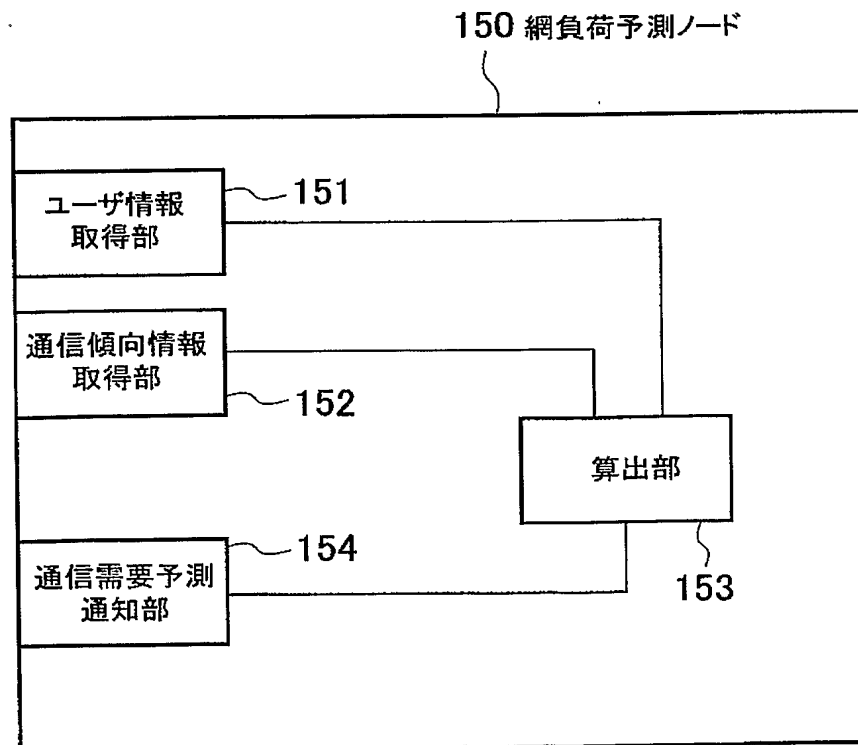 150 網負荷予測ノード
ユーザ情報
取得部
151
通信傾向情報
取得部
152
算出部
153
通信需要予測
通知部
154